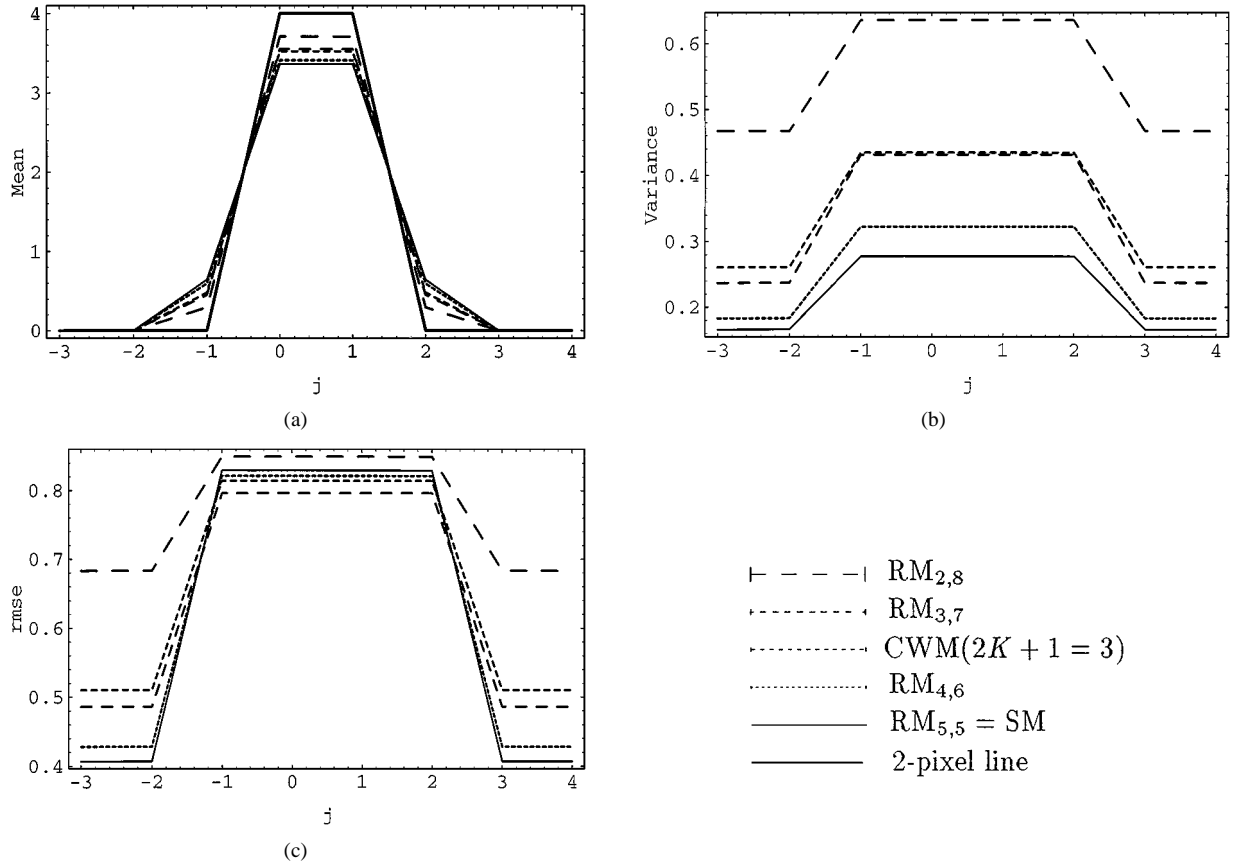 4
3
2
1
0
Mean
-3 -2 -1 0 1 2 3 4
j
(a)
0.6
0.5
0.4
0.3
0.2
Variance
-3 -2 -1 0 1 2 3 4
j
(b)
0.8
0.7
0.6
0.5
0.4
rmse
-3 -2 -1 0 1 2 3 4
j
(c)
RM2,8
RM3,7
CWM(2K + 1 = 3)
RM4,6
RM5,5 = SM
2-pixel line